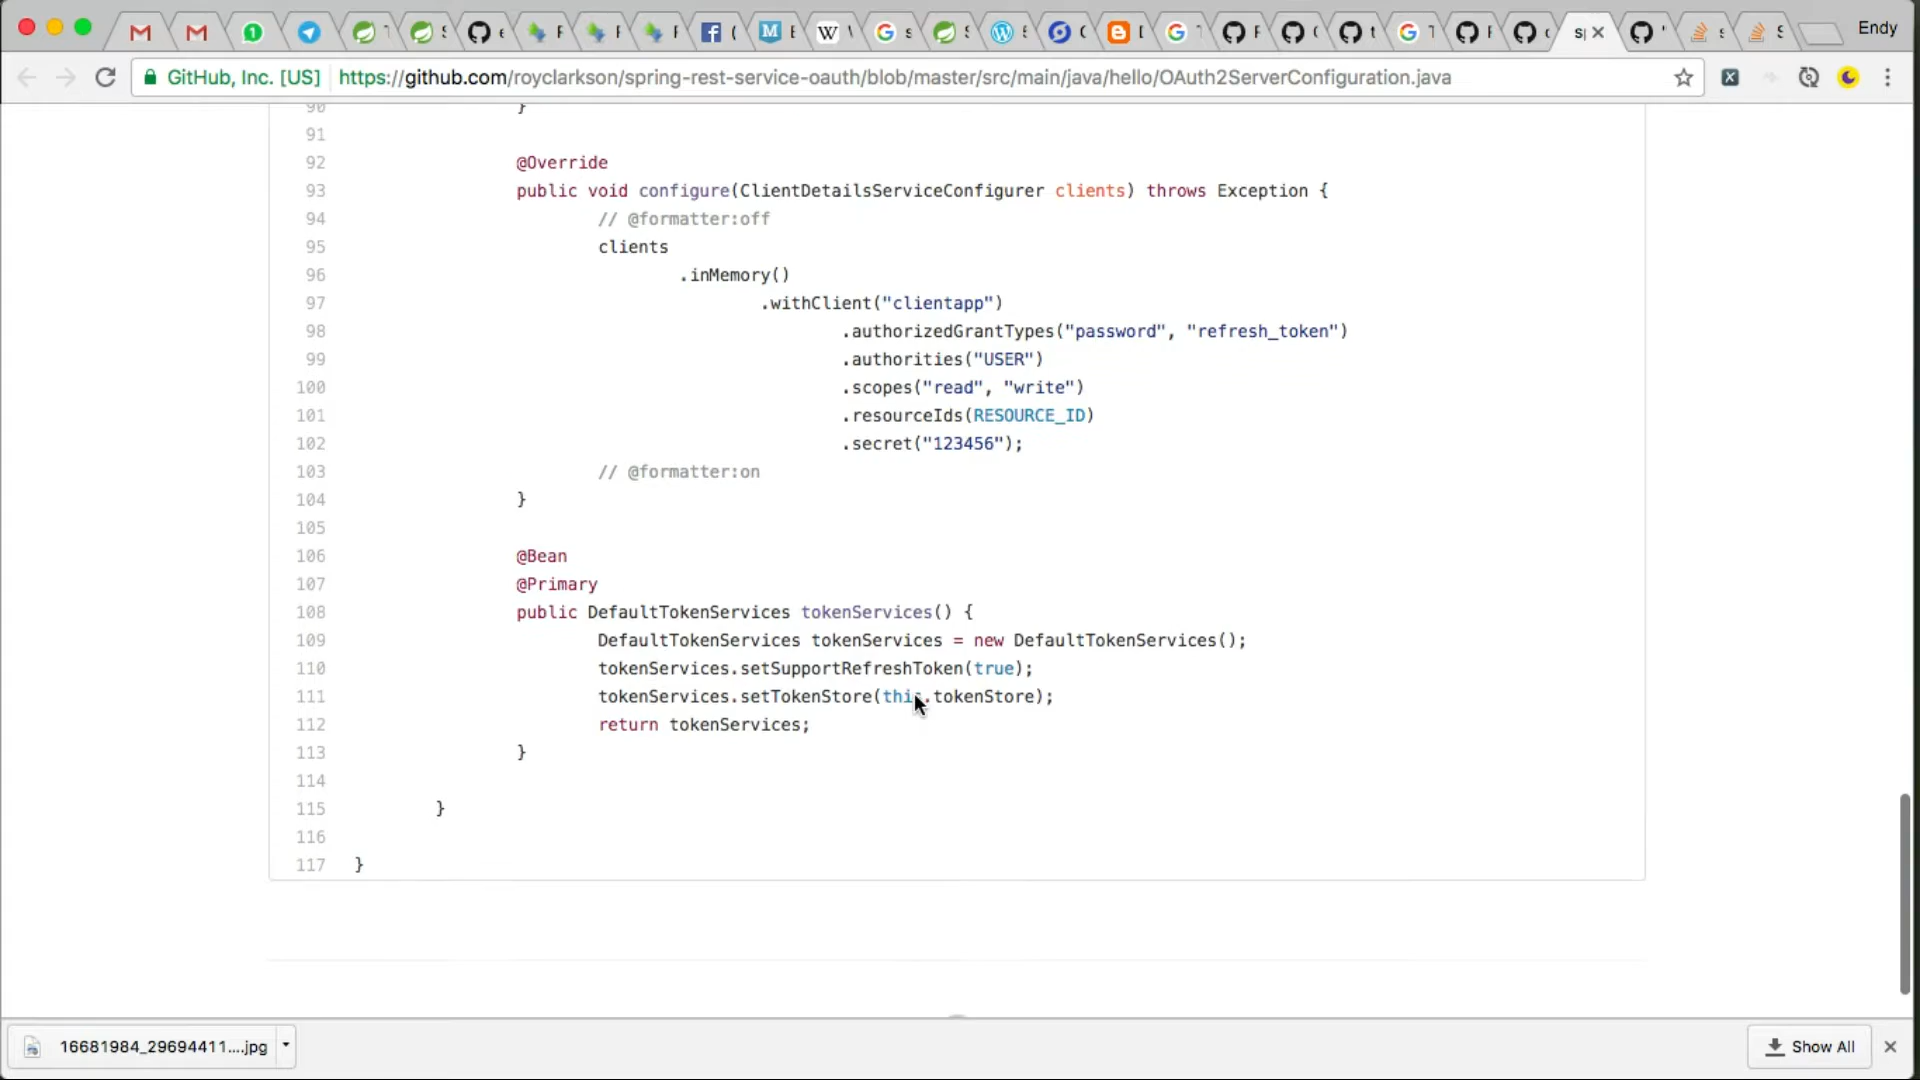 Endy
GitHub, Inc. [US] https://github.com/royclarkson/spring-rest-service-oauth/blob/master/src/main/java/hello/OAuth2ServerConfiguration.java
90 }
91
92 @Override
93 public void configure(ClientDetailsServiceConfigurer clients) throws Exception {
94 // @formatter:off
95 clients
96 .inMemory()
97 .withClient("clientapp")
98 .authorizedGrantTypes("password", "refresh_token")
99 .authorities("USER")
100 .scopes("read", "write")
101 .resourceIds(RESOURCE_ID)
102 .secret("123456");
103 // @formatter:on
104 }
105
106 @Bean
107 @Primary
108 public DefaultTokenServices tokenServices() {
109 DefaultTokenServices tokenServices = new DefaultTokenServices();
110 tokenServices.setSupportRefreshToken(true);
111 tokenServices.setTokenStore(this.tokenStore);
112 return tokenServices;
113 }
114
115 }
116
117 }
16681984_29694411....jpg
Show All